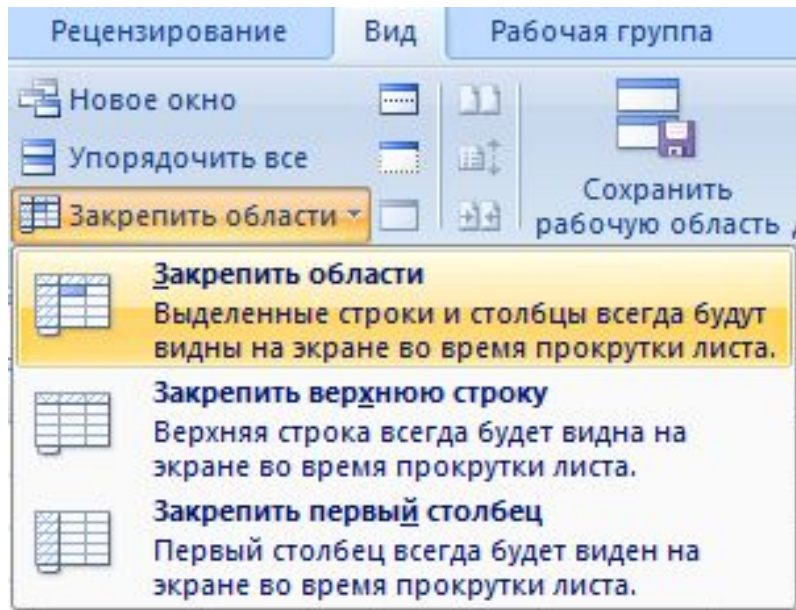 Рецензирование Вид Рабочая группа
Новое окно
Упорядочить все
Закрепить области
Сохранить
рабочую область
Закрепить области
Выделенные строки и столбцы всегда будут
видны на экране во время прокрутки листа.
Закрепить верхнюю строку
Верхняя строка всегда будет видна на
экране во время прокрутки листа.
Закрепить первый столбец
Первый столбец всегда будет виден на
экране во время прокрутки листа.